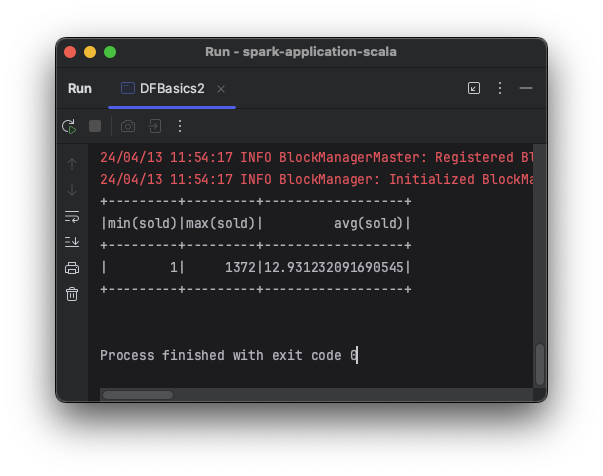 Run - spark-application-scala
Run DFBasics2
24/04/13 11:54:17 INFO BlockManagerMaster: Registered Bl
24/04/13 11:54:17 INFO BlockManager: Initialized BlockMa
+---------+---------+------------------+
|min(sold)|max(sold)|         avg(sold)|
+---------+---------+------------------+
|        1|     1372|12.931232091690545|
+---------+---------+------------------+
Process finished with exit code 0